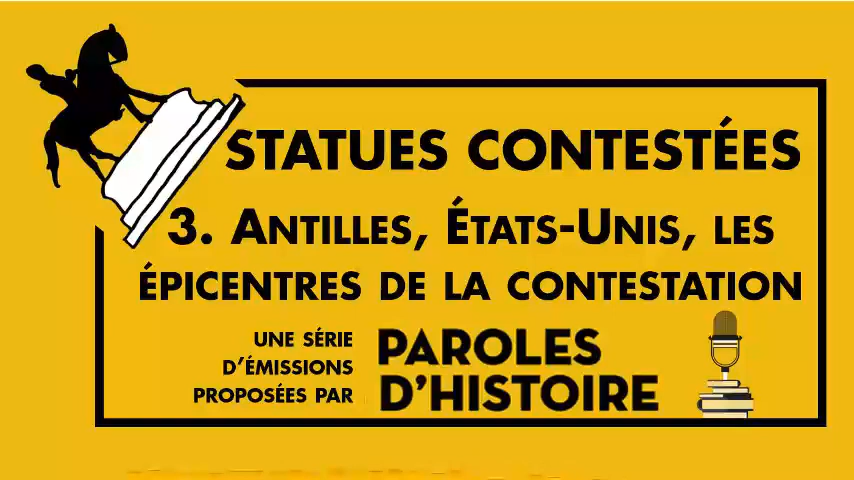 STATUES CONTESTÉES
3. ANTILLES, ÉTATS-UNIS, LES
ÉPICENTRES DE LA CONTESTATION
UNE SÉRIE
D'ÉMISSIONS
PROPOSÉES PAR
PAROLES
D'HISTOIRE